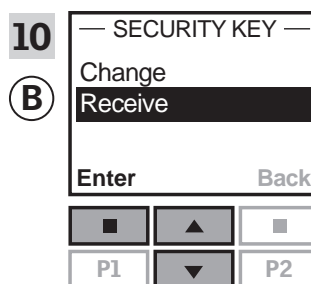 10
B
SECURITY KEY
Change
Receive
Enter Back
P1 P2